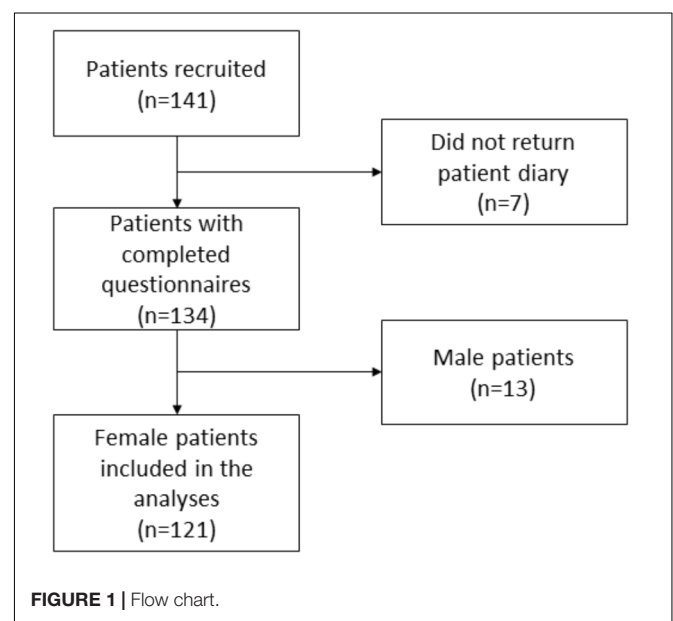 Patients recruited
(n=141)
Did not return
patient diary
(n=7)
Patients with
completed
questionnaires
(n=134)
Male patients
(n=13)
Female patients
included in the
analyses
(n=121)
FIGURE 1 | Flow chart.